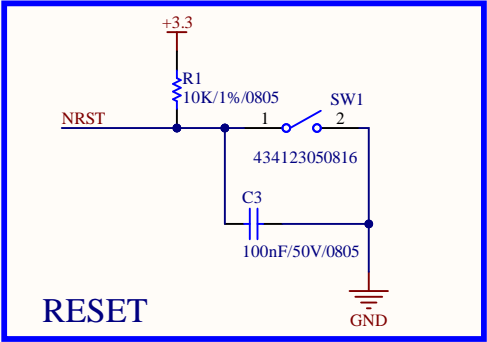 +3.3
R1
10K/1%/0805
NRST
SW1
1 2
434123050816
C3
100nF/50V/0805
RESET
GND